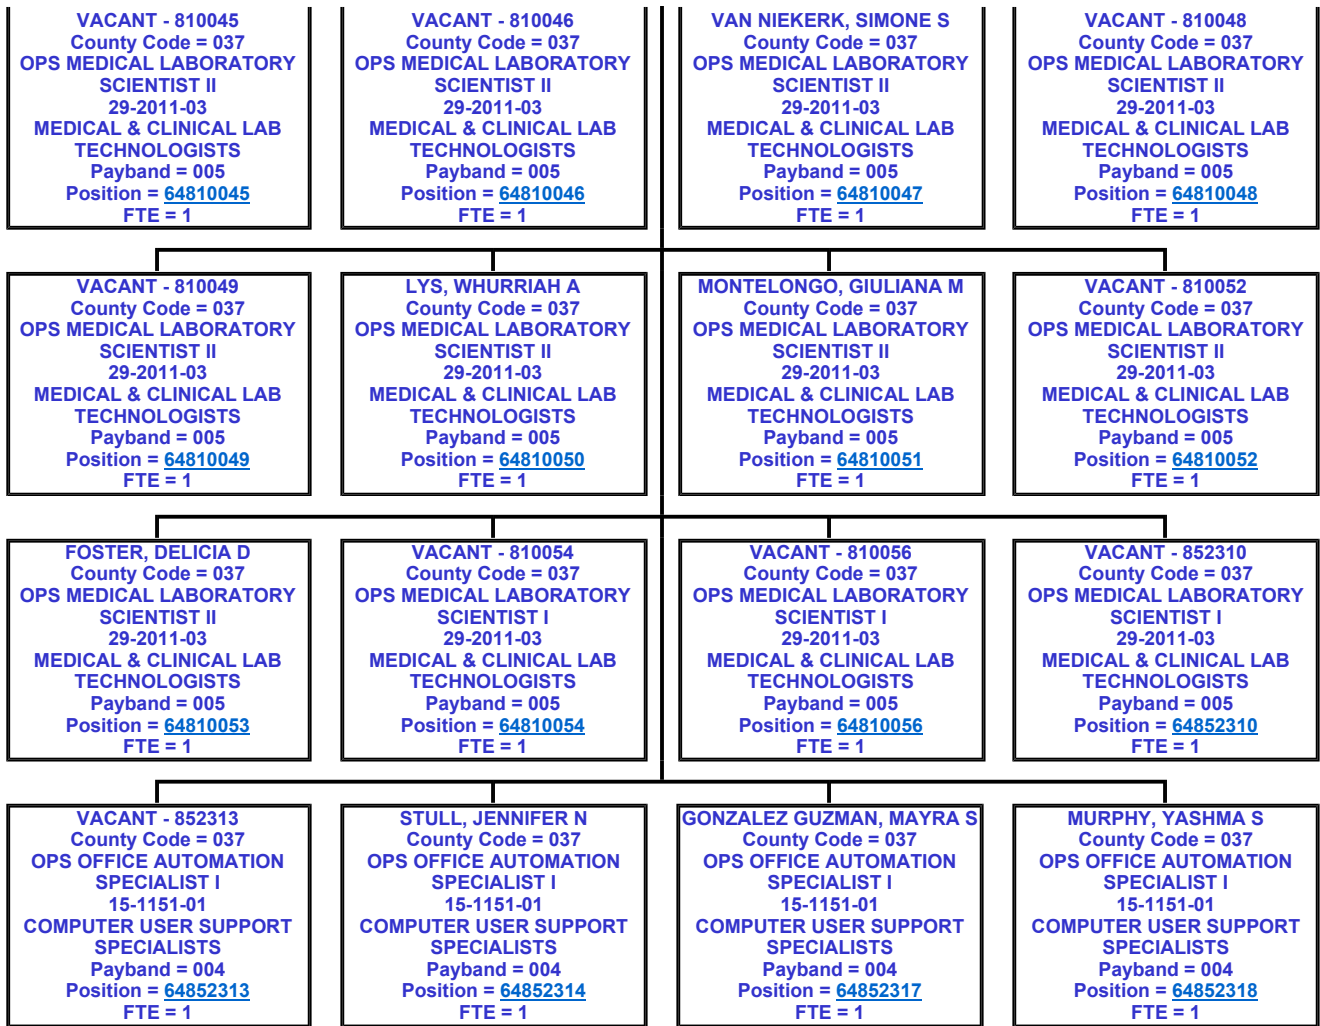 VACANT - 810045
County Code = 037
OPS MEDICAL LABORATORY
SCIENTIST II
29-2011-03
MEDICAL & CLINICAL LAB
TECHNOLOGISTS
Payband = 005
Position = 64810045
FTE = 1
VACANT - 810046
County Code = 037
OPS MEDICAL LABORATORY
SCIENTIST II
29-2011-03
MEDICAL & CLINICAL LAB
TECHNOLOGISTS
Payband = 005
Position = 64810046
FTE = 1
VAN NIEKERK, SIMONE S
County Code = 037
OPS MEDICAL LABORATORY
SCIENTIST II
29-2011-03
MEDICAL & CLINICAL LAB
TECHNOLOGISTS
Payband = 005
Position = 64810047
FTE = 1
VACANT - 810048
County Code = 037
OPS MEDICAL LABORATORY
SCIENTIST II
29-2011-03
MEDICAL & CLINICAL LAB
TECHNOLOGISTS
Payband = 005
Position = 64810048
FTE = 1
VACANT - 810049
County Code = 037
OPS MEDICAL LABORATORY
SCIENTIST II
29-2011-03
MEDICAL & CLINICAL LAB
TECHNOLOGISTS
Payband = 005
Position = 64810049
FTE = 1
LYS, WHURRIAH A
County Code = 037
OPS MEDICAL LABORATORY
SCIENTIST II
29-2011-03
MEDICAL & CLINICAL LAB
TECHNOLOGISTS
Payband = 005
Position = 64810050
FTE = 1
MONTELONGO, GIULIANA M
County Code = 037
OPS MEDICAL LABORATORY
SCIENTIST II
29-2011-03
MEDICAL & CLINICAL LAB
TECHNOLOGISTS
Payband = 005
Position = 64810051
FTE = 1
VACANT - 810052
County Code = 037
OPS MEDICAL LABORATORY
SCIENTIST II
29-2011-03
MEDICAL & CLINICAL LAB
TECHNOLOGISTS
Payband = 005
Position = 64810052
FTE = 1
FOSTER, DELICIA D
County Code = 037
OPS MEDICAL LABORATORY
SCIENTIST II
29-2011-03
MEDICAL & CLINICAL LAB
TECHNOLOGISTS
Payband = 005
Position = 64810053
FTE = 1
VACANT - 810054
County Code = 037
OPS MEDICAL LABORATORY
SCIENTIST I
29-2011-03
MEDICAL & CLINICAL LAB
TECHNOLOGISTS
Payband = 005
Position = 64810054
FTE = 1
VACANT - 810056
County Code = 037
OPS MEDICAL LABORATORY
SCIENTIST I
29-2011-03
MEDICAL & CLINICAL LAB
TECHNOLOGISTS
Payband = 005
Position = 64810056
FTE = 1
VACANT - 852310
County Code = 037
OPS MEDICAL LABORATORY
SCIENTIST I
29-2011-03
MEDICAL & CLINICAL LAB
TECHNOLOGISTS
Payband = 005
Position = 64852310
FTE = 1
VACANT - 852313
County Code = 037
OPS OFFICE AUTOMATION
SPECIALIST I
15-1151-01
COMPUTER USER SUPPORT
SPECIALISTS
Payband = 004
Position = 64852313
FTE = 1
STULL, JENNIFER N
County Code = 037
OPS OFFICE AUTOMATION
SPECIALIST I
15-1151-01
COMPUTER USER SUPPORT
SPECIALISTS
Payband = 004
Position = 64852314
FTE = 1
GONZALEZ GUZMAN, MAYRA S
County Code = 037
OPS OFFICE AUTOMATION
SPECIALIST I
15-1151-01
COMPUTER USER SUPPORT
SPECIALISTS
Payband = 004
Position = 64852317
FTE = 1
MURPHY, YASHMA S
County Code = 037
OPS OFFICE AUTOMATION
SPECIALIST I
15-1151-01
COMPUTER USER SUPPORT
SPECIALISTS
Payband = 004
Position = 64852318
FTE = 1